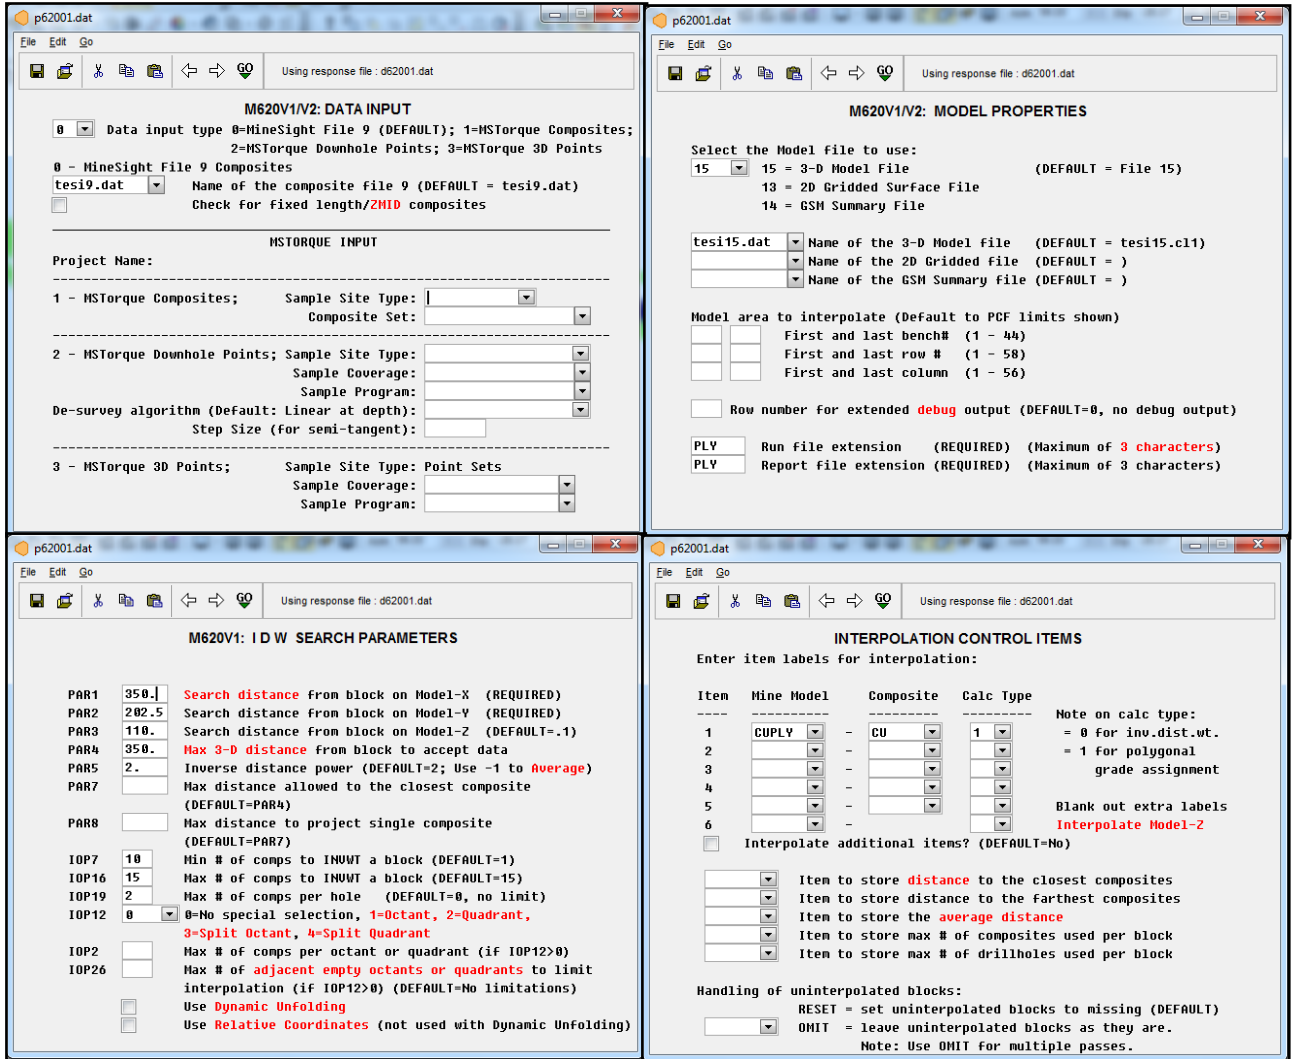 p62001.dat
File Edit Go
GO Using response file : d62001.dat
M620V1/V2: DATA INPUT
0 Data input type 0=MineSight File 9 (DEFAULT); 1=MSTorque Composites;
2=MSTorque Downhole Points; 3=MSTorque 3D Points
0 - MineSight File 9 Composites
tesi9.dat Name of the composite file 9 (DEFAULT = tesi9.dat)
Check for fixed length/ZMID composites
MSTORQUE INPUT
Project Name:
1 - MSTorque Composites; Sample Site Type:
Composite Set:
2 - MSTorque Downhole Points; Sample Site Type:
Sample Coverage:
Sample Program:
De-survey algorithm (Default: Linear at depth):
Step Size (for semi-tangent):
3 - MSTorque 3D Points; Sample Site Type: Point Sets
Sample Coverage:
Sample Program:
p62001.dat
File Edit Go
GO Using response file : d62001.dat
M620V1/V2: MODEL PROPERTIES
Select the Model file to use:
15 15 = 3-D Model File (DEFAULT = File 15)
13 = 2D Gridded Surface File
14 = GSM Summary File
tesi15.dat Name of the 3-D Model file (DEFAULT = tesi15.cl1)
Name of the 2D Gridded file (DEFAULT = )
Name of the GSM Summary file (DEFAULT = )
Model area to interpolate (Default to PCF limits shown)
First and last bench# (1 - 44)
First and last row # (1 - 58)
First and last column (1 - 56)
Row number for extended debug output (DEFAULT=0, no debug output)
PLY Run file extension (REQUIRED) (Maximum of 3 characters)
PLY Report file extension (REQUIRED) (Maximum of 3 characters)
p62001.dat
File Edit Go
GO Using response file : d62001.dat
M620V1: I D W SEARCH PARAMETERS
PAR1 350. Search distance from block on Model-X (REQUIRED)
PAR2 202.5 Search distance from block on Model-Y (REQUIRED)
PAR3 110. Search distance from block on Model-Z (DEFAULT=.1)
PAR4 350. Max 3-D distance from block to accept data
PAR5 2. Inverse distance power (DEFAULT=2; Use -1 to Average)
PAR7 Max distance allowed to the closest composite
(DEFAULT=PAR4)
PAR8 Max distance to project single composite
(DEFAULT=PAR7)
IOP7 10 Min # of comps to INVWT a block (DEFAULT=1)
IOP16 15 Max # of comps to INVWT a block (DEFAULT=15)
IOP19 2 Max # of comps per hole (DEFAULT=0, no limit)
IOP12 0 0=No special selection, 1=Octant, 2=Quadrant,
3=Split Octant, 4=Split Quadrant
IOP2 Max # of comps per octant or quadrant (if IOP12>0)
IOP26 Max # of adjacent empty octants or quadrants to limit
interpolation (if IOP12>0) (DEFAULT=No limitations)
Use Dynamic Unfolding
Use Relative Coordinates (not used with Dynamic Unfolding)
p62001.dat
File Edit Go
GO Using response file : d62001.dat
INTERPOLATION CONTROL ITEMS
Enter item labels for interpolation:
Item Mine Model Composite Calc Type
Note on calc type:
1 CUPLY - CU 1 = 0 for inv.dist.wt.
2 - = 1 for polygonal
3 - grade assignment
4 -
5 - Blank out extra labels
6 - Interpolate Model-Z
Interpolate additional items? (DEFAULT=No)
Item to store distance to the closest composites
Item to store distance to the farthest composites
Item to store the average distance
Item to store max # of composites used per block
Item to store max # of drillholes used per block
Handling of uninterpolated blocks:
RESET = set uninterpolated blocks to missing (DEFAULT)
OMIT = leave uninterpolated blocks as they are.
Note: Use OMIT for multiple passes.